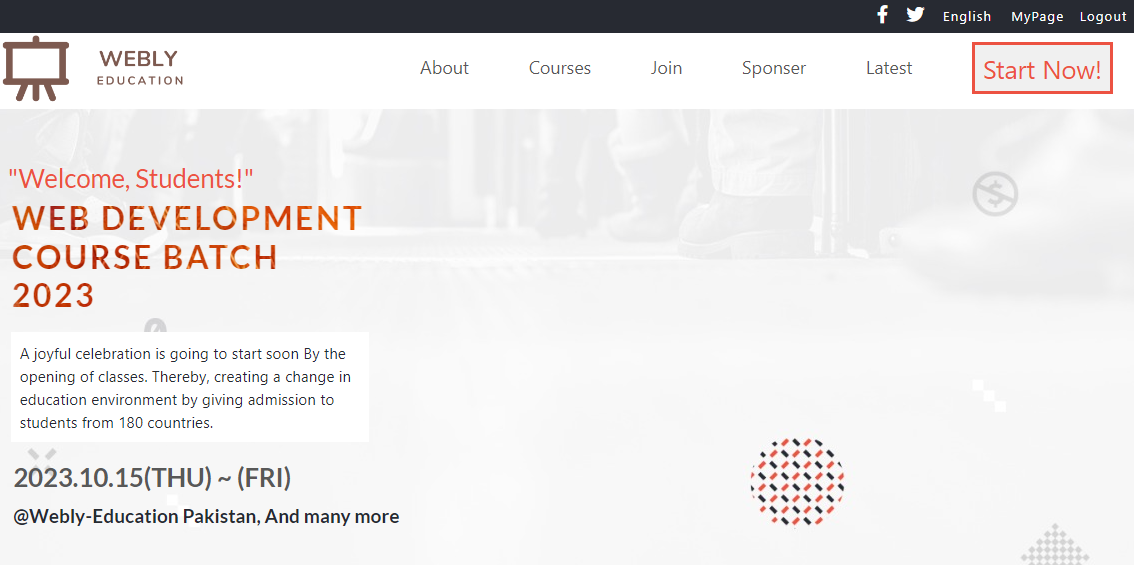 English MyPage Logout
WEBLY
EDUCATION
About Courses Join Sponser Latest Start Now!
"Welcome, Students!"
WEB DEVELOPMENT
COURSE BATCH
2023
A joyful celebration is going to start soon By the
opening of classes. Thereby, creating a change in
education environment by giving admission to
students from 180 countries.
2023.10.15(THU) ~ (FRI)
@Webly-Education Pakistan, And many more